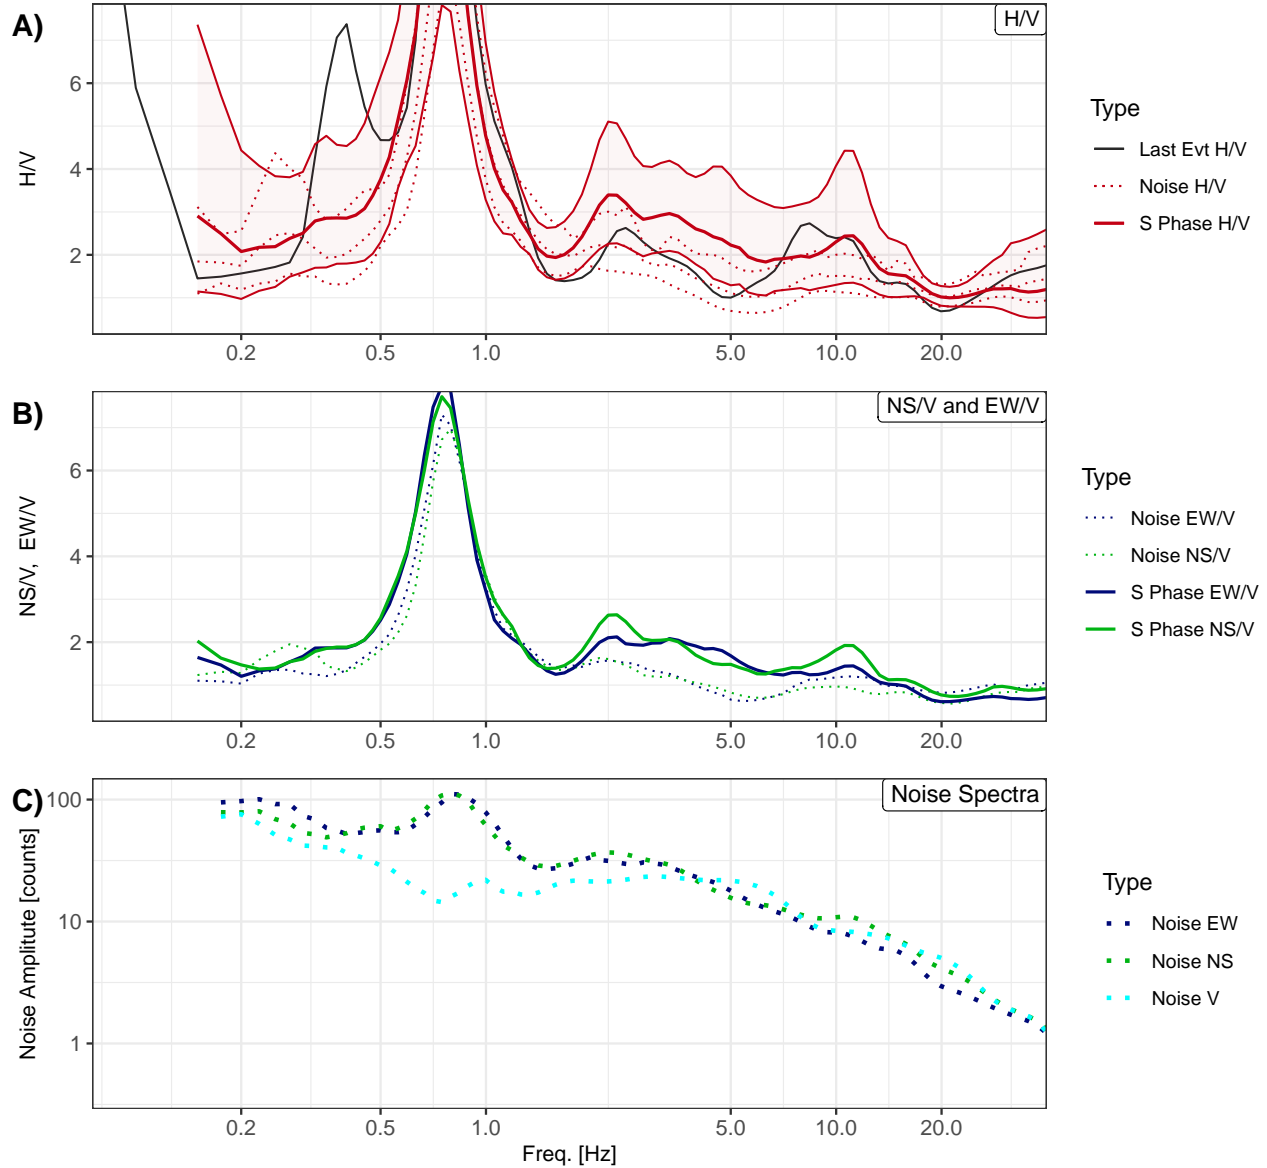 A)
H/V
6
4
2
H/V
0.2 0.5 1.0 5.0 10.0 20.0
Type
Last Evt H/V
Noise H/V
S Phase H/V
B)
NS/V and EW/V
6
4
2
NS/V, EW/V
0.2 0.5 1.0 5.0 10.0 20.0
Type
Noise EW/V
Noise NS/V
S Phase EW/V
S Phase NS/V
C)
Noise Spectra
100
10
1
Noise Amplitute [counts]
0.2 0.5 1.0 5.0 10.0 20.0
Freq. [Hz]
Type
Noise EW
Noise NS
Noise V